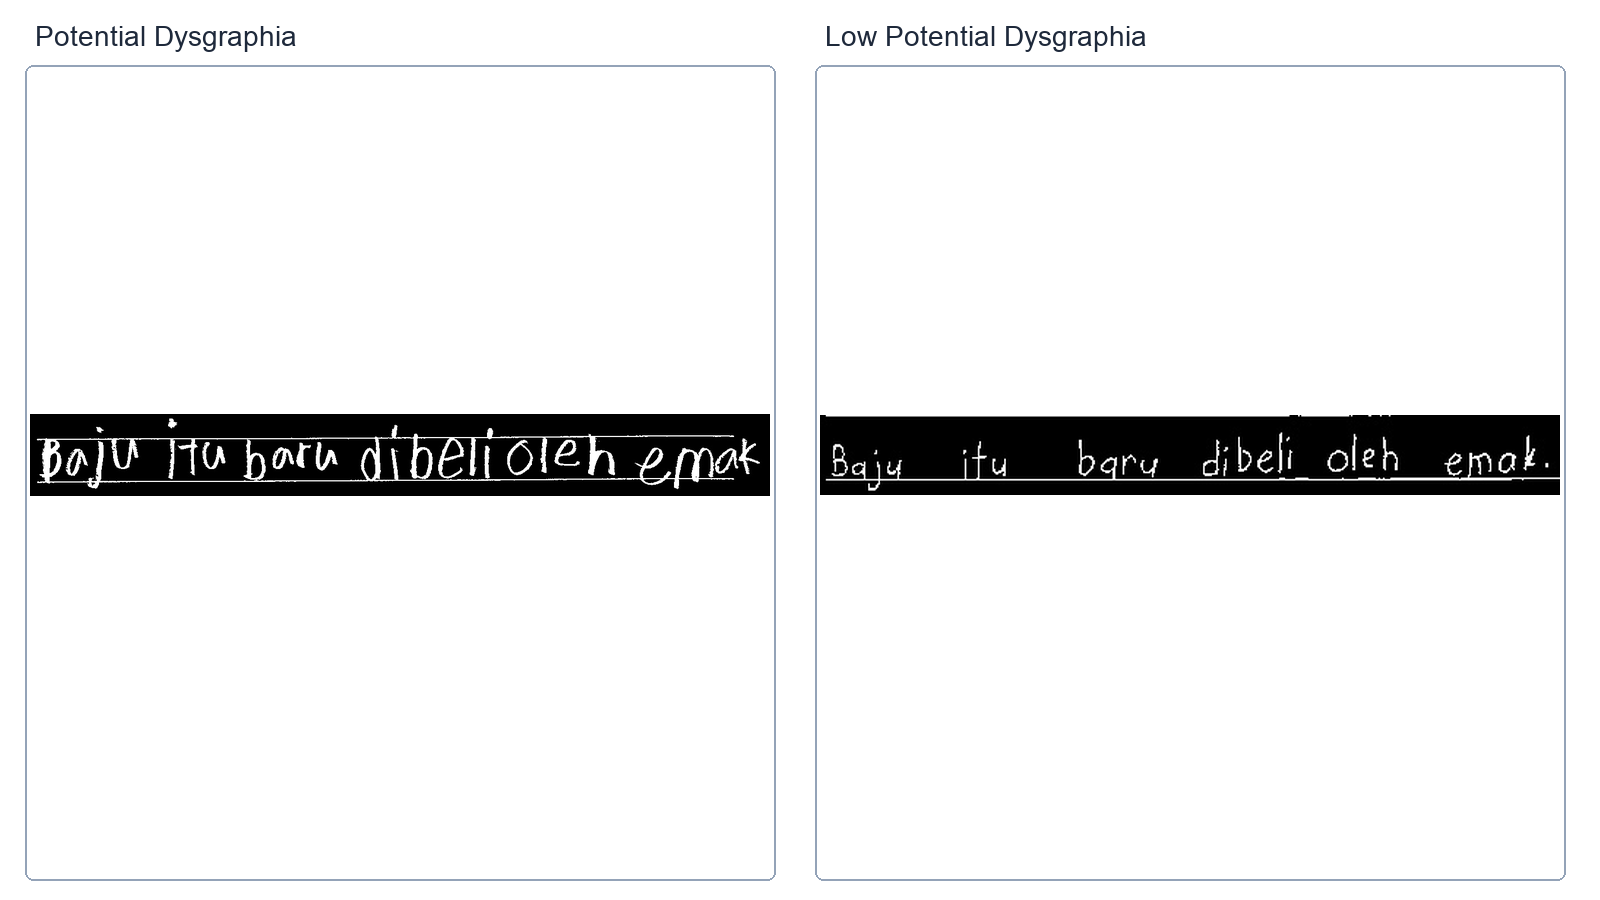 Potential Dysgraphia
Low Potential Dysgraphia
Baju itu baru dibeli oleh emak
Baju itu baru dibeli oleh emak.